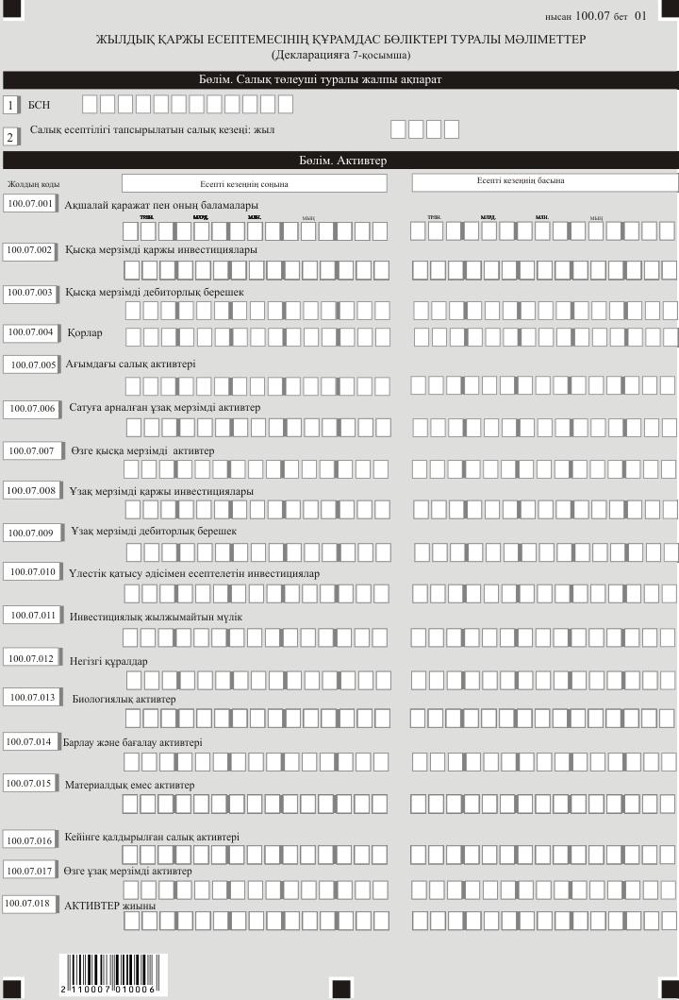 нысан 100.07 бет 01
ЖЫЛДЫҚ ҚАРЖЫ ЕСЕПТЕМЕСІНІҢ ҚҰРАМДАС БӨЛІКТЕРІ ТУРАЛЫ МӘЛІМЕТТЕР
(Декларацияға 7-қосымша)
Бөлім. Салық төлеуші туралы жалпы ақпарат
1 БСН
2 Салық есептілігі тапсырылатын салық кезеңі: жыл
Бөлім. Активтер
Жолдың коды Есепті кезеңнің соңына Есепті кезеңнің басына
100.07.001 Ақшалай қаражат пен оның баламалары
ТРЛН. МЛРД. МЛН. МЫҢ ТРЛН. МЛРД. МЛН. МЫҢ
100.07.002 Қысқа мерзімді қаржы инвестициялары
100.07.003 Қысқа мерзімді дебиторлық берешек
100.07.004 Қорлар
100.07.005 Ағымдағы салық активтері
100.07.006 Сатуға арналған ұзақ мерзімді активтер
100.07.007 Өзге қысқа мерзімді активтер
100.07.008 Ұзақ мерзімді қаржы инвестициялары
100.07.009 Ұзақ мерзімді дебиторлық берешек
100.07.010 Үлестік қатысу әдісімен есептелетін инвестициялар
100.07.011 Инвестициялық жылжымайтын мүлік
100.07.012 Негізгі құралдар
100.07.013 Биологиялық активтер
100.07.014 Барлау және бағалау активтері
100.07.015 Материалдық емес активтер
100.07.016 Кейінге қалдырылған салық активтері
100.07.017 Өзге ұзақ мерзімді активтер
100.07.018 АКТИВТЕР жиыны
2 110007 010006